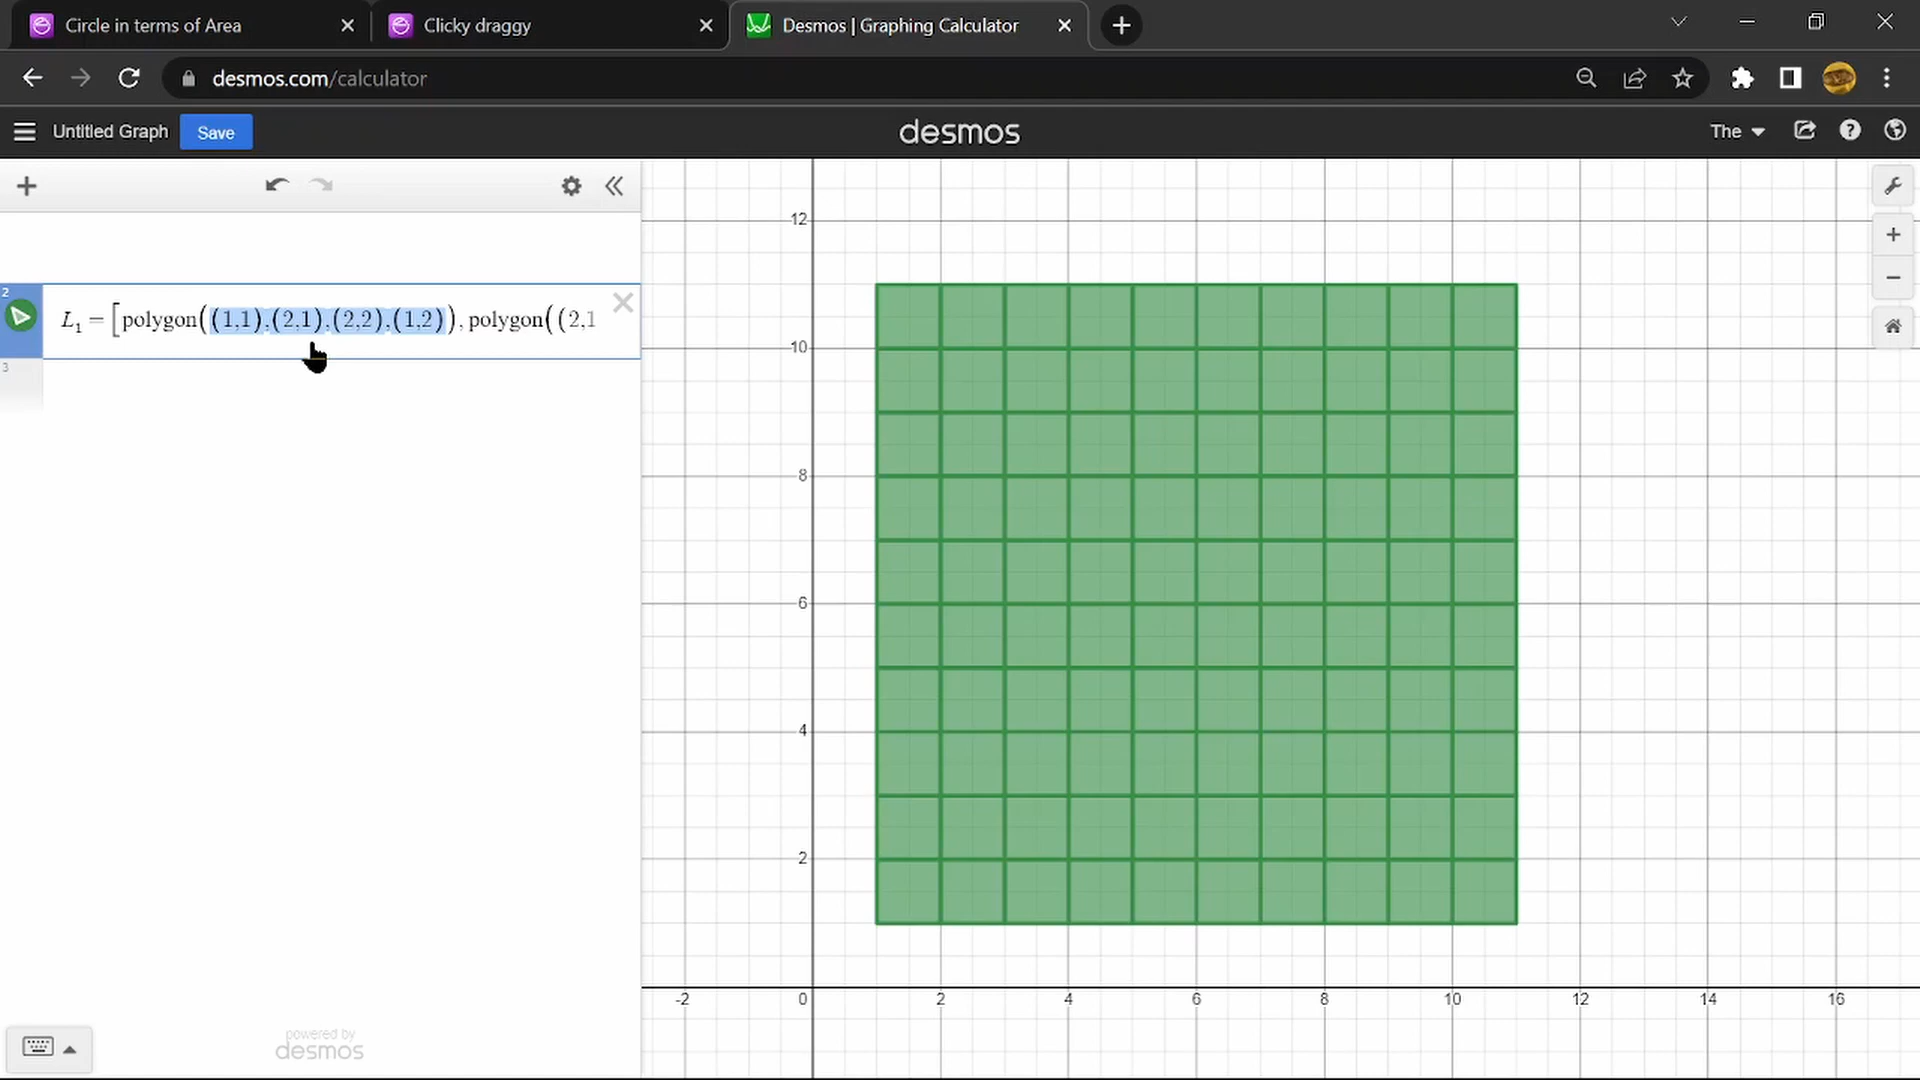 Circle in terms of Area
Clicky draggy
Desmos | Graphing Calculator
desmos.com/calculator
Untitled Graph
Save
desmos
The
2
L₁ = [polygon((1,1),(2,1),(2,2),(1,2)), polygon((2,1
3
12
10
8
6
4
2
-2
0
2
4
6
8
10
12
14
16
powered by
desmos